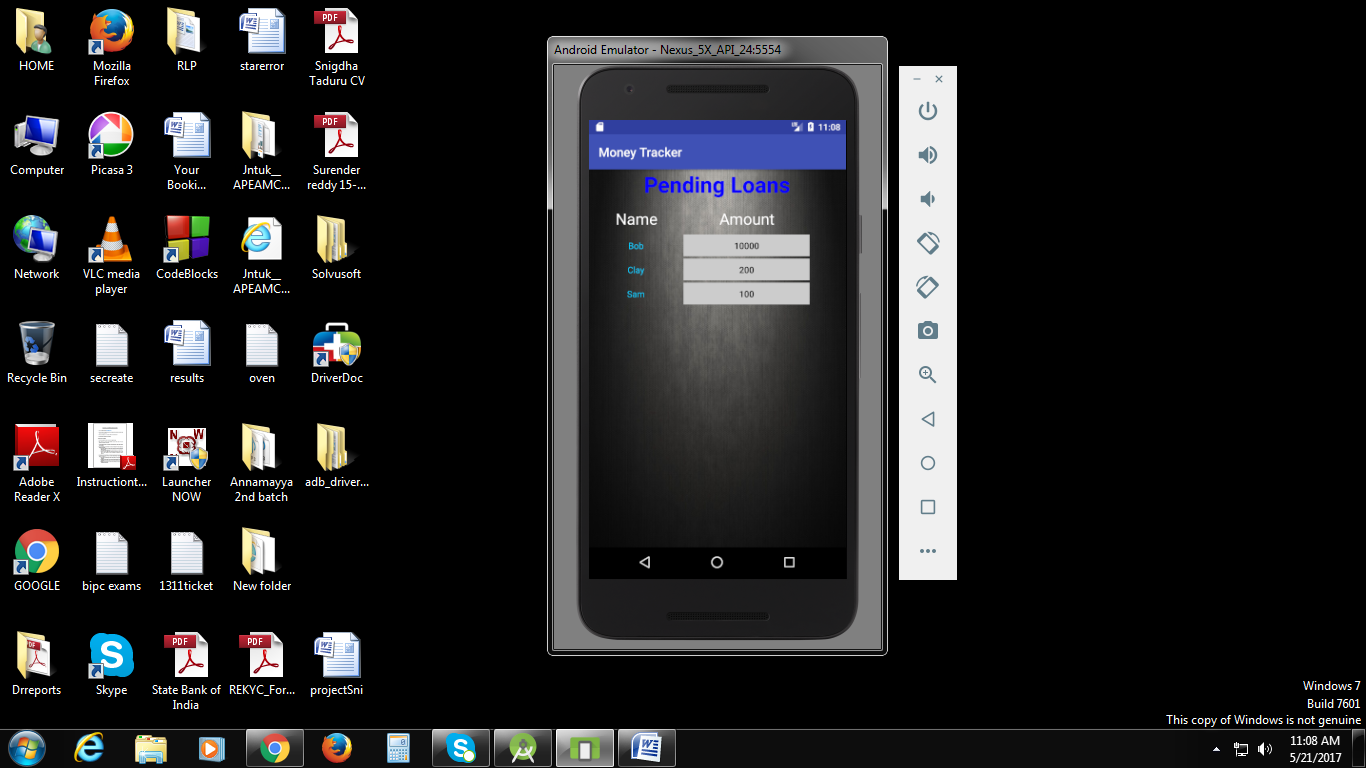 HOME
Mozilla
Firefox
RLP
starerror
Snigdha
Taduru CV
Computer
Picasa 3
Your
Booki...
Jntuk__
APEAMC...
Surender
reddy 15-...
Network
VLC media
player
CodeBlocks
Jntuk__
APEAMC...
Solvusoft
Recycle Bin
secreate
results
oven
DriverDoc
Adobe
Reader X
Instructiont...
Launcher
NOW
Annamayya
2nd batch
adb_driver...
GOOGLE
bipc exams
1311ticket
New folder
Drreports
Skype
State Bank of
India
REKYC_For...
projectSni
PDF
PDF
PDF
PDF
N W
Android Emulator - Nexus_5X_API_24:5554
11:08
Money Tracker
Pending Loans
Name Amount
Bob 10000
Clay 200
Sam 100
Windows 7
Build 7601
This copy of Windows is not genuine
11:08 AM
5/21/2017